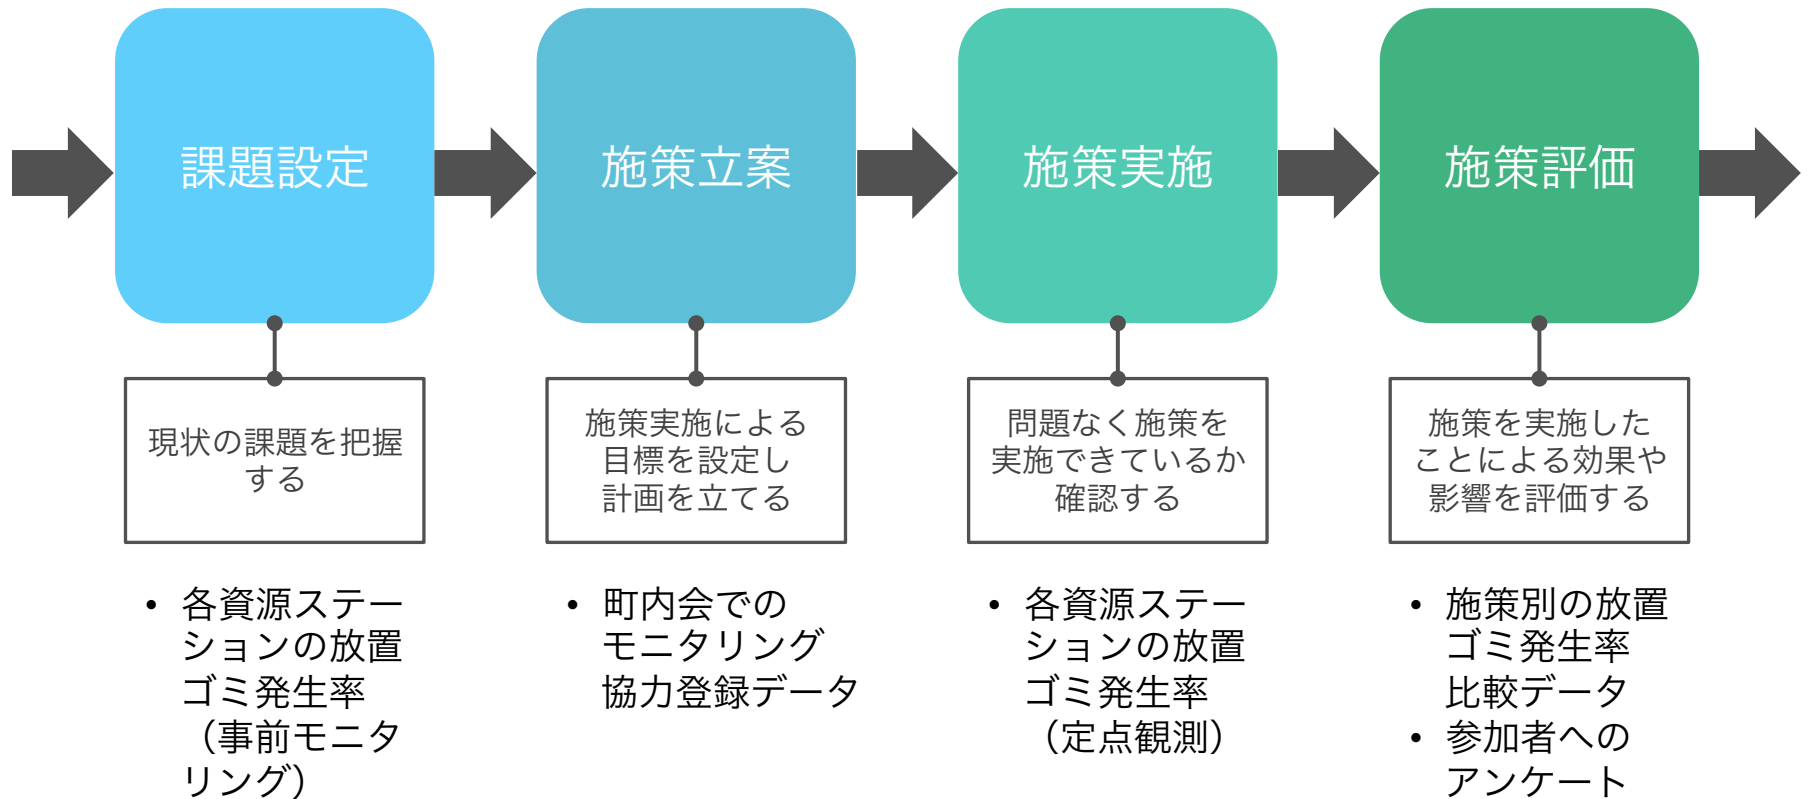 課題設定
施策立案
施策実施
施策評価
現状の課題を把握
する
施策実施による
目標を設定し
計画を立てる
問題なく施策を
実施できているか
確認する
施策を実施した
ことによる効果や
影響を評価する
• 各資源ステー
ションの放置
ゴミ発生率
（事前モニタ
リング）
• 町内会での
モニタリング
協力登録データ
• 各資源ステー
ションの放置
ゴミ発生率
（定点観測）
• 施策別の放置
ゴミ発生率
比較データ
• 参加者への
アンケート